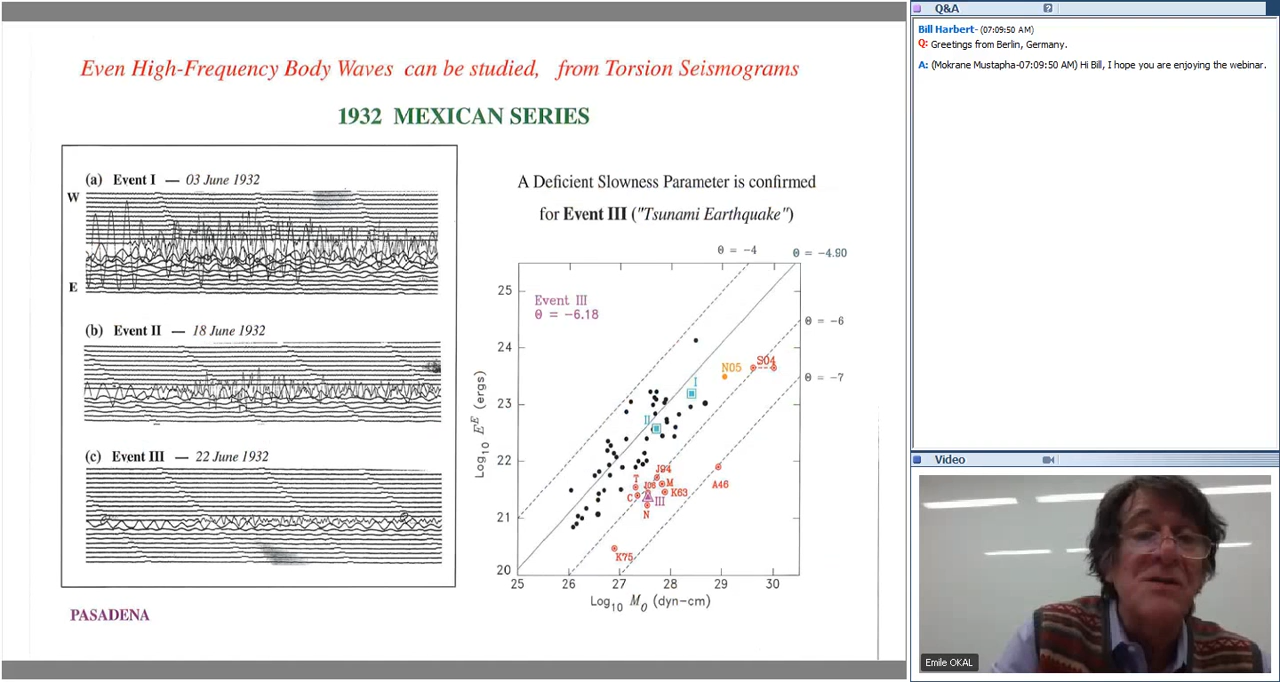 Even High-Frequency Body Waves can be studied, from Torsion Seismograms
1932 MEXICAN SERIES
(a) Event I — 03 June 1932
W
E
(b) Event II — 18 June 1932
(c) Event III — 22 June 1932
PASADENA
A Deficient Slowness Parameter is confirmed
for Event III ("Tsunami Earthquake")
Θ = −4
Θ = −4.90
Θ = −6
Θ = −7
Event III
Θ = −6.18
Log10 E^E (ergs)
25
24
23
22
21
20
S04
N05
I
II
J94
T
J06
M
K63
C
III
N
A46
K75
25 26 27 28 29 30
Log10 M0 (dyn-cm)
Q&A
?
Bill Harbert- (07:09:50 AM)
Q: Greetings from Berlin, Germany.
A: (Mokrane Mustapha-07:09:50 AM) Hi Bill, I hope you are enjoying the webinar.
Video
Emile OKAL